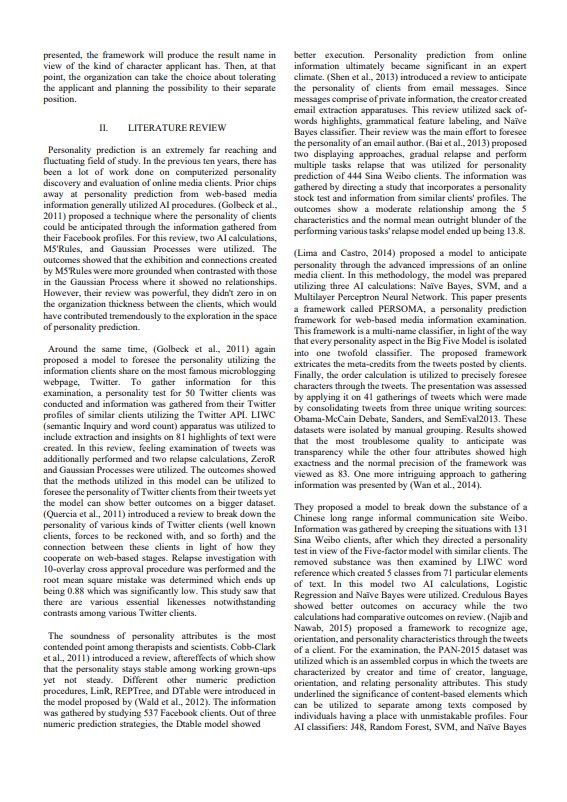 presented, the framework will produce the result name in
view of the kind of character applicant has. Then, at that
point, the organization can take the choice about tolerating
the applicant and planning the possibility to their separate
position.
II. LITERATURE REVIEW
Personality prediction is an extremely far reaching and
fluctuating field of study. In the previous ten years, there has
been a lot of work done on computerized personality
discovery and evaluation of online media clients. Prior chips
away at personality prediction from web-based media
information generally utilized AI procedures. (Golbeck et al.,
2011) proposed a technique where the personality of clients
could be anticipated through the information gathered from
their Facebook profiles. For this review, two AI calculations,
M5'Rules, and Gaussian Processes were utilized. The
outcomes showed that the exhibition and connections created
by M5'Rules were more grounded when contrasted with those
in the Gaussian Process where it showed no relationships.
However, their review was powerful, they didn't zero in on
the organization thickness between the clients, which would
have contributed tremendously to the exploration in the space
of personality prediction.
Around the same time, (Golbeck et al., 2011) again
proposed a model to foresee the personality utilizing the
information clients share on the most famous microblogging
webpage, Twitter. To gather information for this
examination, a personality test for 50 Twitter clients was
conducted and information was gathered from their Twitter
profiles of similar clients utilizing the Twitter API. LIWC
(semantic Inquiry and word count) apparatus was utilized to
include extraction and insights on 81 highlights of text were
created. In this review, feeling examination of tweets was
additionally performed and two relapse calculations, ZeroR
and Gaussian Processes were utilized. The outcomes showed
that the methods utilized in this model can be utilized to
foresee the personality of Twitter clients from their tweets yet
the model can show better outcomes on a bigger dataset.
(Quercia et al., 2011) introduced a review to break down the
personality of various kinds of Twitter clients (well known
clients, forces to be reckoned with, and so forth) and the
connection between these clients in light of how they
cooperate on web-based stages. Relapse investigation with
10-overlay cross approval procedure was performed and the
root mean square mistake was determined which ends up
being 0.88 which was significantly low. This study saw that
there are various essential likenesses notwithstanding
contrasts among various Twitter clients.
The soundness of personality attributes is the most
contended point among therapists and scientists. Cobb-Clark
et al., 2011) introduced a review, aftereffects of which show
that the personality stays stable among working grown-ups
yet not steady. Different other numeric prediction
procedures, LinR, REPTree, and DTable were introduced in
the model proposed by (Wald et al., 2012). The information
was gathered by studying 537 Facebook clients. Out of three
numeric prediction strategies, the Dtable model showed
better execution. Personality prediction from online
information ultimately became significant in an expert
climate. (Shen et al., 2013) introduced a review to anticipate
the personality of clients from email messages. Since
messages comprise of private information, the creator created
email extraction apparatuses. This review utilized sack of-
words highlights, grammatical feature labeling, and Naïve
Bayes classifier. Their review was the main effort to foresee
the personality of an email author. (Bai et al., 2013) proposed
two displaying approaches, gradual relapse and perform
multiple tasks relapse that was utilized for personality
prediction of 444 Sina Weibo clients. The information was
gathered by directing a study that incorporates a personality
stock test and information from similar clients' profiles. The
outcomes show a moderate relationship among the 5
characteristics and the normal mean outright blunder of the
performing various tasks' relapse model ended up being 13.8.
(Lima and Castro, 2014) proposed a model to anticipate
personality through the advanced impressions of an online
media client. In this methodology, the model was prepared
utilizing three AI calculations: Naïve Bayes, SVM, and a
Multilayer Perceptron Neural Network. This paper presents
a framework called PERSOMA, a personality prediction
framework for web-based media information examination.
This framework is a multi-name classifier, in light of the way
that every personality aspect in the Big Five Model is isolated
into one twofold classifier. The proposed framework
extricates the meta-credits from the tweets posted by clients.
Finally, the order calculation is utilized to precisely foresee
characters through the tweets. The presentation was assessed
by applying it on 41 gatherings of tweets which were made
by consolidating tweets from three unique writing sources:
Obama-McCain Debate, Sanders, and SemEval2013. These
datasets were isolated by manual grouping. Results showed
that the most troublesome quality to anticipate was
transparency while the other four attributes showed high
exactness and the normal precision of the framework was
viewed as 83. One more intriguing approach to gathering
information was presented by (Wan et al., 2014).
They proposed a model to break down the substance of a
Chinese long range informal communication site Weibo.
Information was gathered by creeping the situations with 131
Sina Weibo clients, after which they directed a personality
test in view of the Five-factor model with similar clients. The
removed substance was then examined by LIWC word
reference which created 5 classes from 71 particular elements
of text. In this model two AI calculations, Logistic
Regression and Naïve Bayes were utilized. Credulous Bayes
showed better outcomes on accuracy while the two
calculations had comparative outcomes on review. (Najib and
Nawab, 2015) proposed a framework to recognize age,
orientation, and personality characteristics through the tweets
of a client. For the examination, the PAN-2015 dataset was
utilized which is an assembled corpus in which the tweets are
characterized by creator and time of creator, language,
orientation, and relating personality attributes. This study
underlined the significance of content-based elements which
can be utilized to separate among texts composed by
individuals having a place with unmistakable profiles. Four
AI classifiers: J48, Random Forest, SVM, and Naïve Bayes